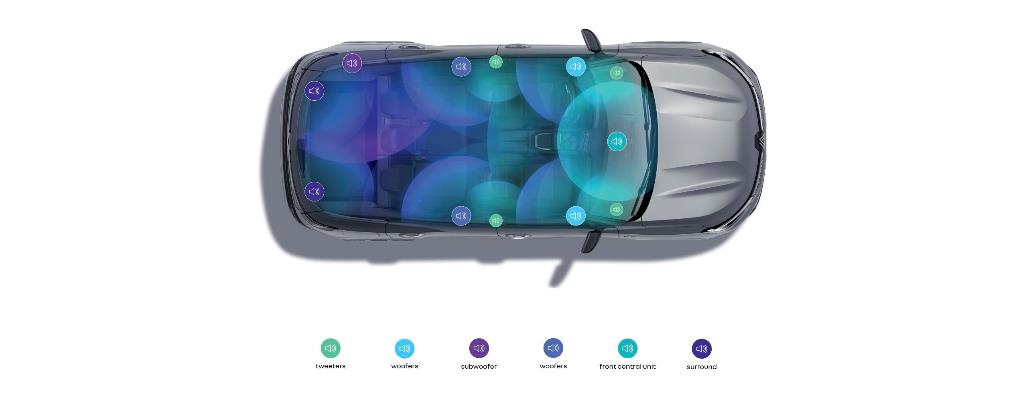 tweeters
woofers
subwoofer
woofers
front central unit
surround